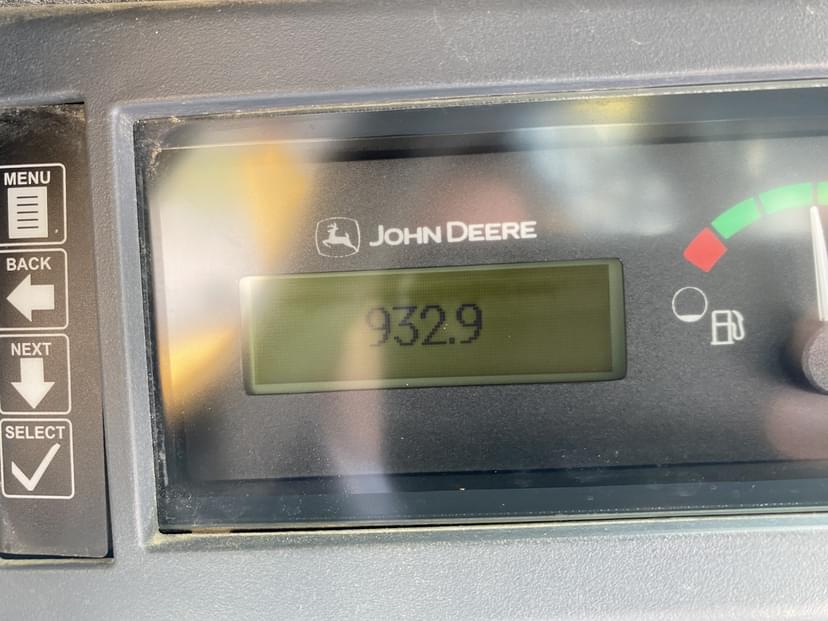 MENU
BACK
NEXT
SELECT
JOHN DEERE
932.9